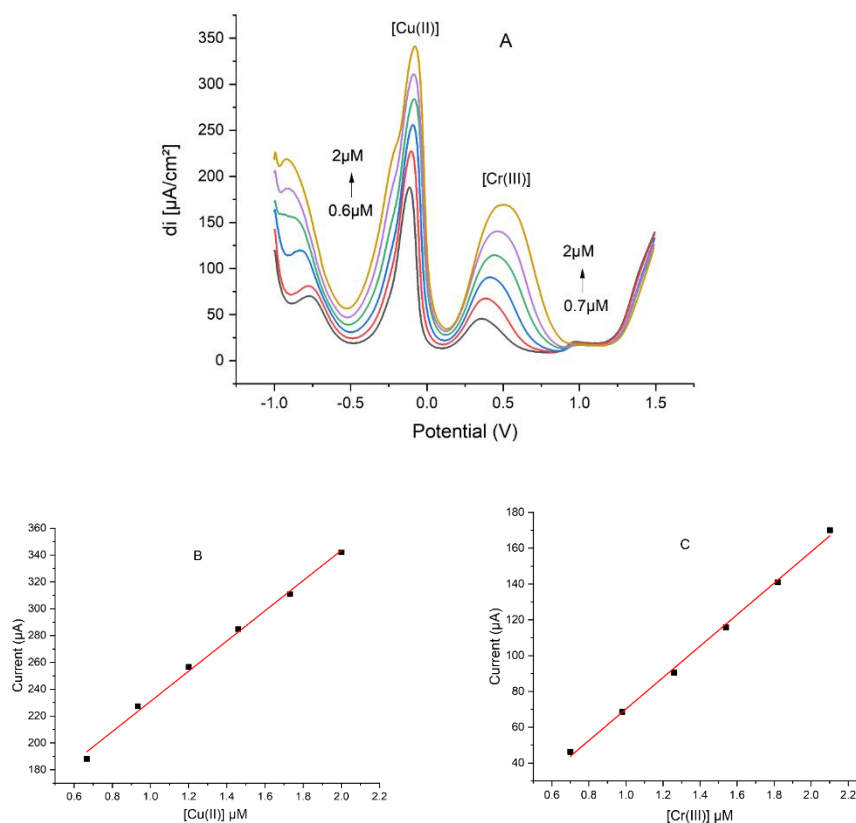 [Cu(II)]
A
350
300
250
200
150
100
50
0
di [µA/cm²]
2µM
0.6µM
[Cr(III)]
2µM
0.7µM
-1.0 -0.5 0.0 0.5 1.0 1.5
Potential (V)
B
360
340
320
300
280
260
240
220
200
180
Current (µA)
0.6 0.8 1.0 1.2 1.4 1.6 1.8 2.0 2.2
[Cu(II)] µM
C
180
160
140
120
100
80
60
40
Current (µA)
0.6 0.8 1.0 1.2 1.4 1.6 1.8 2.0 2.2
[Cr(III)] µM